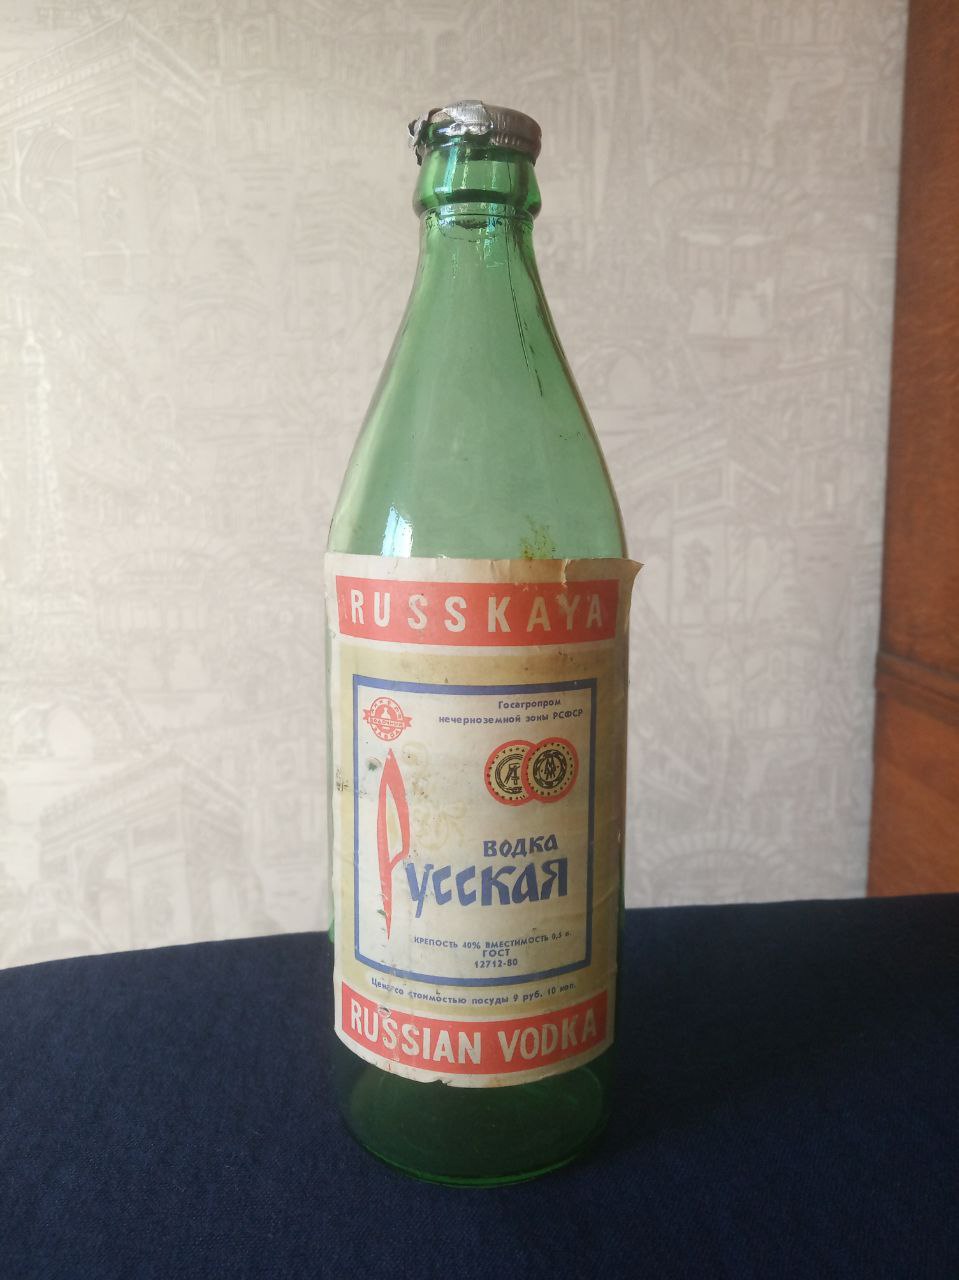 RUSSKAYA
Госагропром
нечерноземной зоны РСФСР
ВОДКА
Русская
КРЕПОСТЬ 40% ВМЕСТИМОСТЬ 0,5 л.
ГОСТ
12712-80
Цена со стоимостью посуды 9 руб. 10 коп.
RUSSIAN VODKA